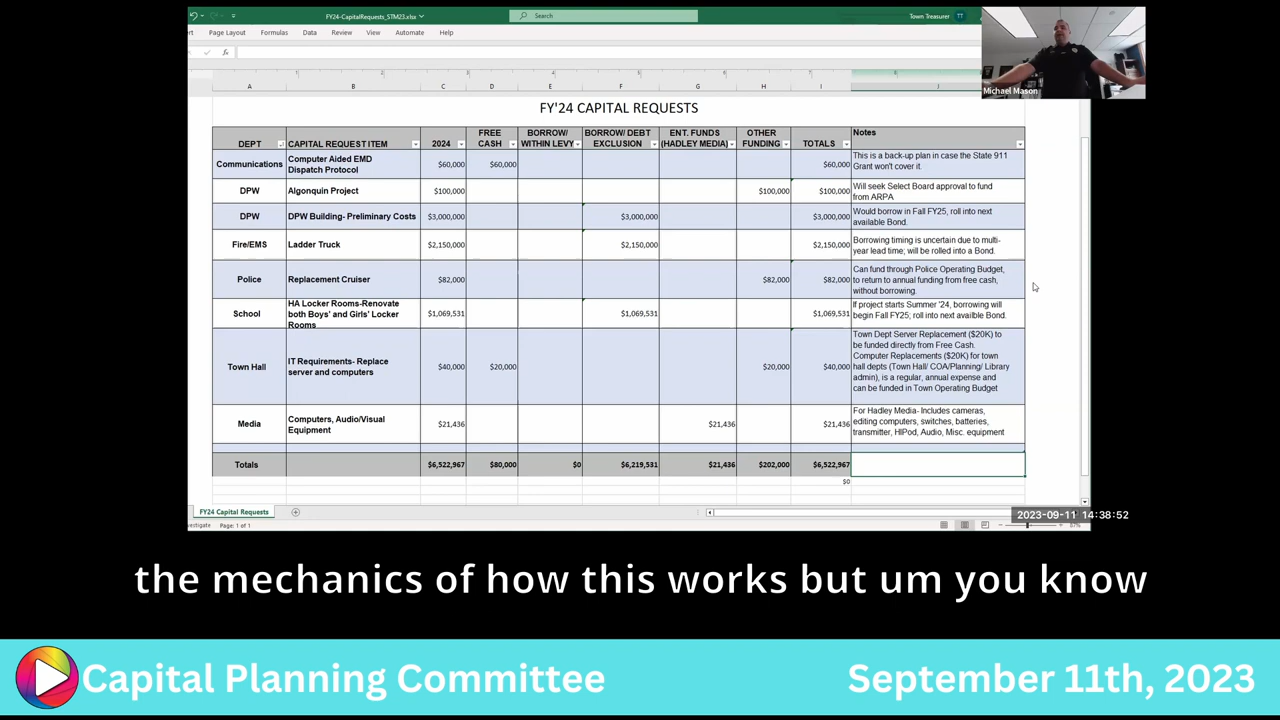 FY24-CapitalRequests_STM23.xlsx
Search
Town Treasurer TT
Page Layout Formulas Data Review View Automate Help
Michael Mason
A B C D E F G H I J
FY'24 CAPITAL REQUESTS
DEPT CAPITAL REQUEST ITEM 2024 FREE CASH BORROW/ WITHIN LEVY BORROW/ DEBT EXCLUSION ENT. FUNDS (HADLEY MEDIA) OTHER FUNDING TOTALS Notes
Communications Computer Aided EMD Dispatch Protocol $60,000 $60,000 $60,000 This is a back-up plan in case the State 911 Grant won't cover it.
DPW Algonquin Project $100,000 $100,000 $100,000 Will seek Select Board approval to fund from ARPA
DPW DPW Building- Preliminary Costs $3,000,000 $3,000,000 $3,000,000 Would borrow in Fall FY25, roll into next available Bond.
Fire/EMS Ladder Truck $2,150,000 $2,150,000 $2,150,000 Borrowing timing is uncertain due to multi-year lead time; will be rolled into a Bond.
Police Replacement Cruiser $82,000 $82,000 $82,000 Can fund through Police Operating Budget, to return to annual funding from free cash, without borrowing.
School HA Locker Rooms-Renovate both Boys' and Girls' Locker Rooms $1,069,531 $1,069,531 $1,069,531 If project starts Summer '24, borrowing will begin Fall FY25; roll into next availble Bond.
Town Hall IT Requirements- Replace server and computers $40,000 $20,000 $20,000 $40,000 Town Dept Server Replacement ($20K) to be funded directly from Free Cash. Computer Replacements ($20K) for town hall depts (Town Hall/ COA/Planning/ Library admin), is a regular, annual expense and can be funded in Town Operating Budget
Media Computers, Audio/Visual Equipment $21,436 $21,436 $21,436 For Hadley Media- Includes cameras, editing computers, switches, batteries, transmitter, HIPod, Audio, Misc. equipment
Totals $6,522,967 $80,000 $0 $6,219,531 $21,436 $202,000 $6,522,967
$0
FY24 Capital Requests
2023-09-11 14:38:52
Page: 1 of 1
the mechanics of how this works but um you know
Capital Planning Committee
September 11th, 2023